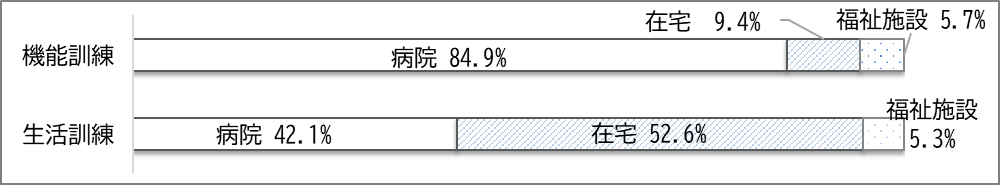 在宅 9.4%
福祉施設 5.7%
機能訓練
病院 84.9%
福祉施設
5.3%
生活訓練
病院 42.1%
在宅 52.6%